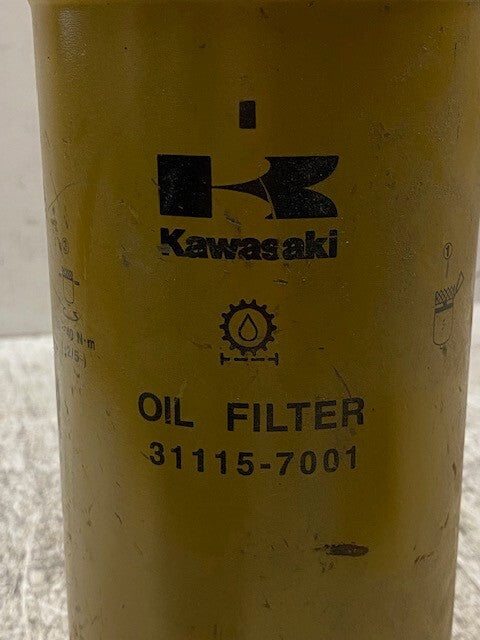 Kawasaki
OIL FILTER
31115-7001
N·m